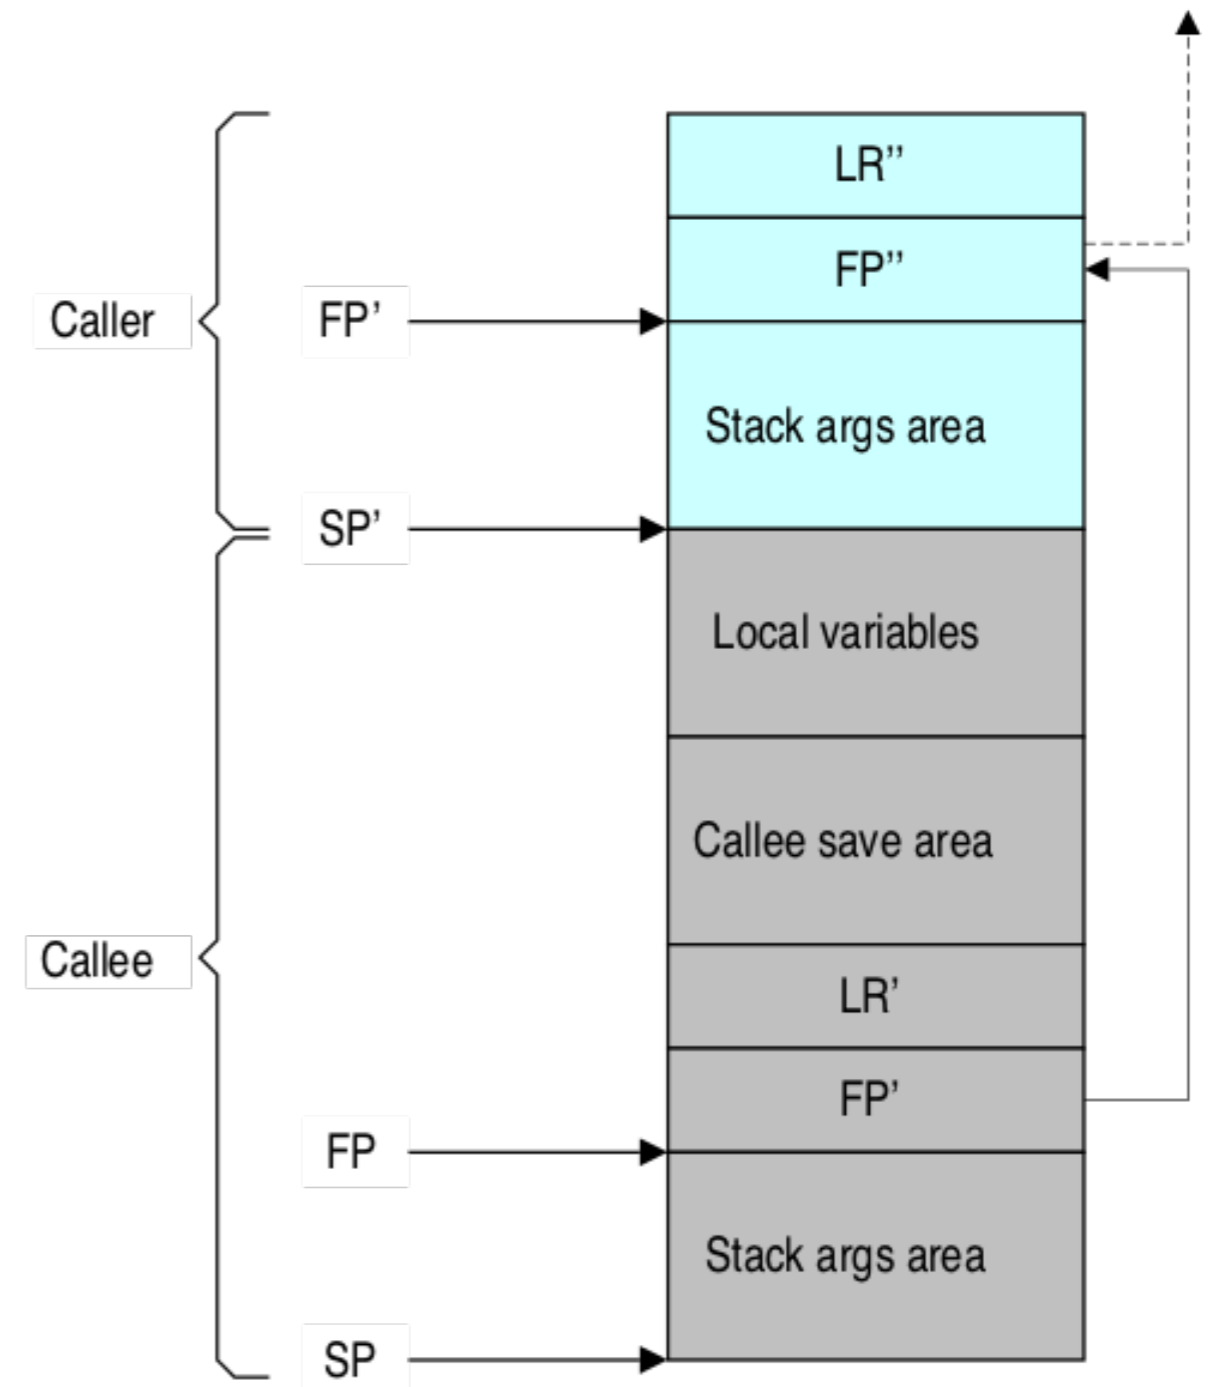 LR’’
FP’’
Caller
FP’
Stack args area
SP’
Local variables
Callee save area
Callee
LR’
FP’
FP
Stack args area
SP